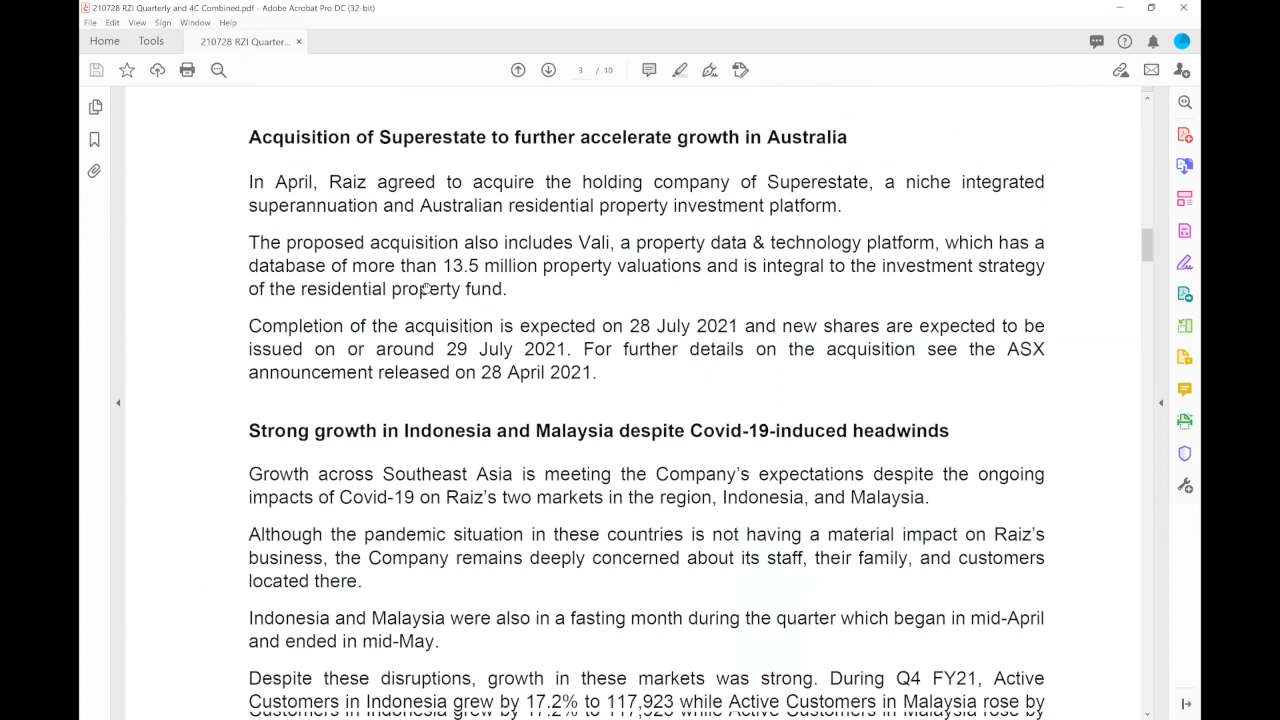 210728 RZI Quarterly and 4C Combined.pdf - Adobe Acrobat Pro DC (32-bit)
File Edit View Sign Window Help
Home Tools 210728 RZI Quarter... ×
3 / 10
Acquisition of Superestate to further accelerate growth in Australia
In April, Raiz agreed to acquire the holding company of Superestate, a niche integrated
superannuation and Australian residential property investment platform.
The proposed acquisition also includes Vali, a property data & technology platform, which has a
database of more than 13.5 million property valuations and is integral to the investment strategy
of the residential property fund.
Completion of the acquisition is expected on 28 July 2021 and new shares are expected to be
issued on or around 29 July 2021. For further details on the acquisition see the ASX
announcement released on 28 April 2021.
Strong growth in Indonesia and Malaysia despite Covid-19-induced headwinds
Growth across Southeast Asia is meeting the Company's expectations despite the ongoing
impacts of Covid-19 on Raiz's two markets in the region, Indonesia, and Malaysia.
Although the pandemic situation in these countries is not having a material impact on Raiz's
business, the Company remains deeply concerned about its staff, their family, and customers
located there.
Indonesia and Malaysia were also in a fasting month during the quarter which began in mid-April
and ended in mid-May.
Despite these disruptions, growth in these markets was strong. During Q4 FY21, Active
Customers in Indonesia grew by 17.2% to 117,923 while Active Customers in Malaysia rose by